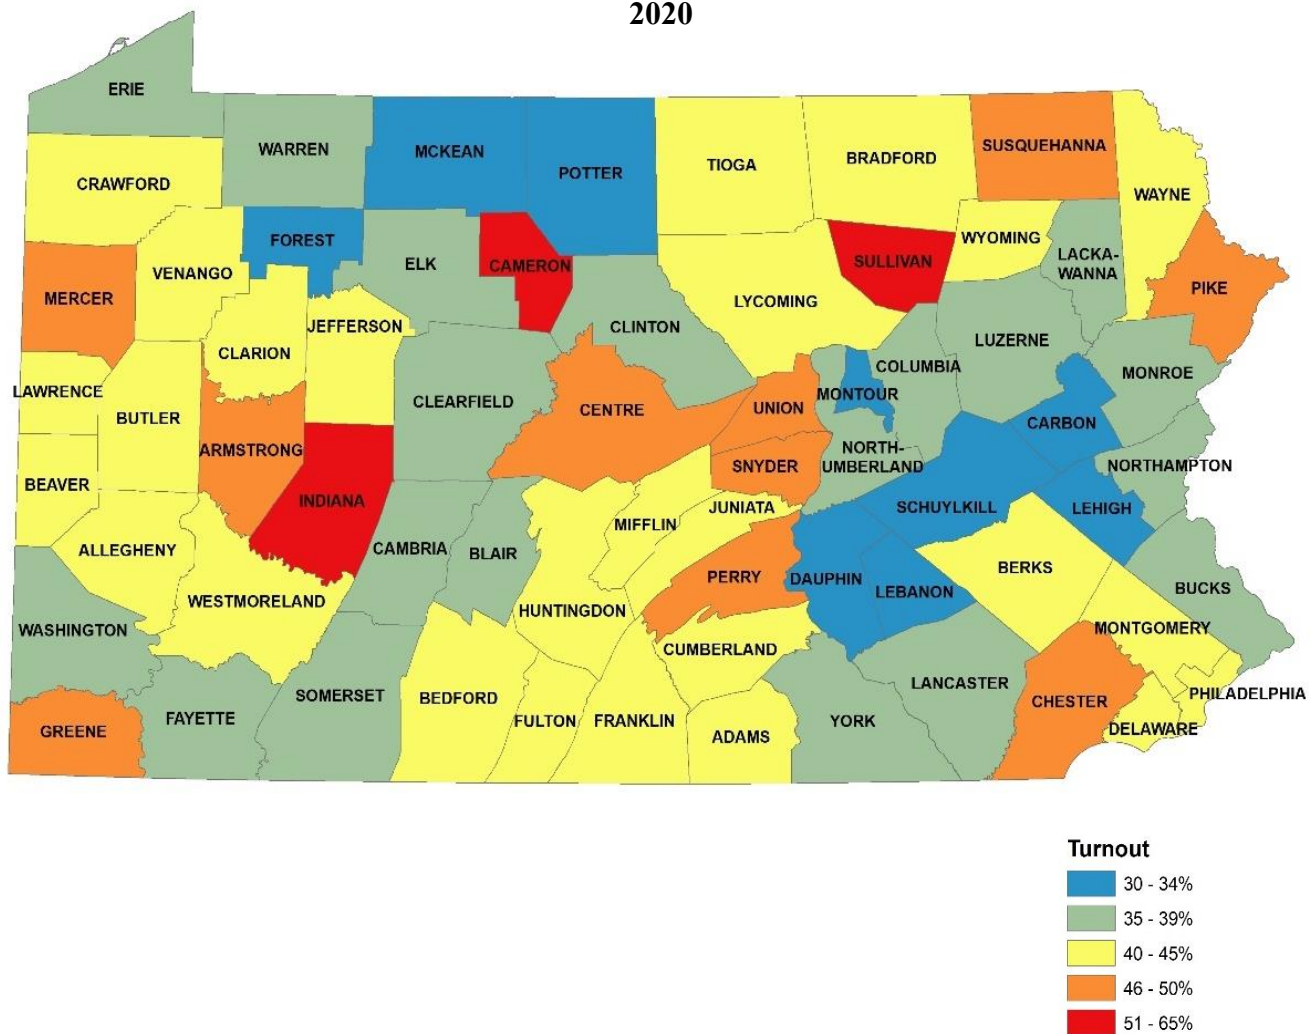 2020
ERIE
WARREN
MCKEAN
POTTER
TIOGA
BRADFORD
SUSQUEHANNA
WAYNE
CRAWFORD
FOREST
VENANGO
ELK
CAMERON
SULLIVAN
WYOMING
LACKA-
WANNA
PIKE
MERCER
JEFFERSON
CLARION
CLINTON
LYCOMING
LUZERNE
COLUMBIA
MONROE
LAWRENCE
BUTLER
CLEARFIELD
CENTRE
UNION
MONTOUR
CARBON
ARMSTRONG
SNYDER
NORTH-
UMBERLAND
NORTHAMPTON
BEAVER
INDIANA
MIFFLIN
JUNIATA
SCHUYLKILL
LEHIGH
ALLEGHENY
CAMBRIA
BLAIR
PERRY
DAUPHIN
LEBANON
BERKS
BUCKS
WESTMORELAND
HUNTINGDON
WASHINGTON
CUMBERLAND
MONTGOMERY
SOMERSET
BEDFORD
LANCASTER
CHESTER
PHILADELPHIA
GREENE
FAYETTE
FULTON
FRANKLIN
ADAMS
YORK
DELAWARE
Turnout
30 - 34%
35 - 39%
40 - 45%
46 - 50%
51 - 65%